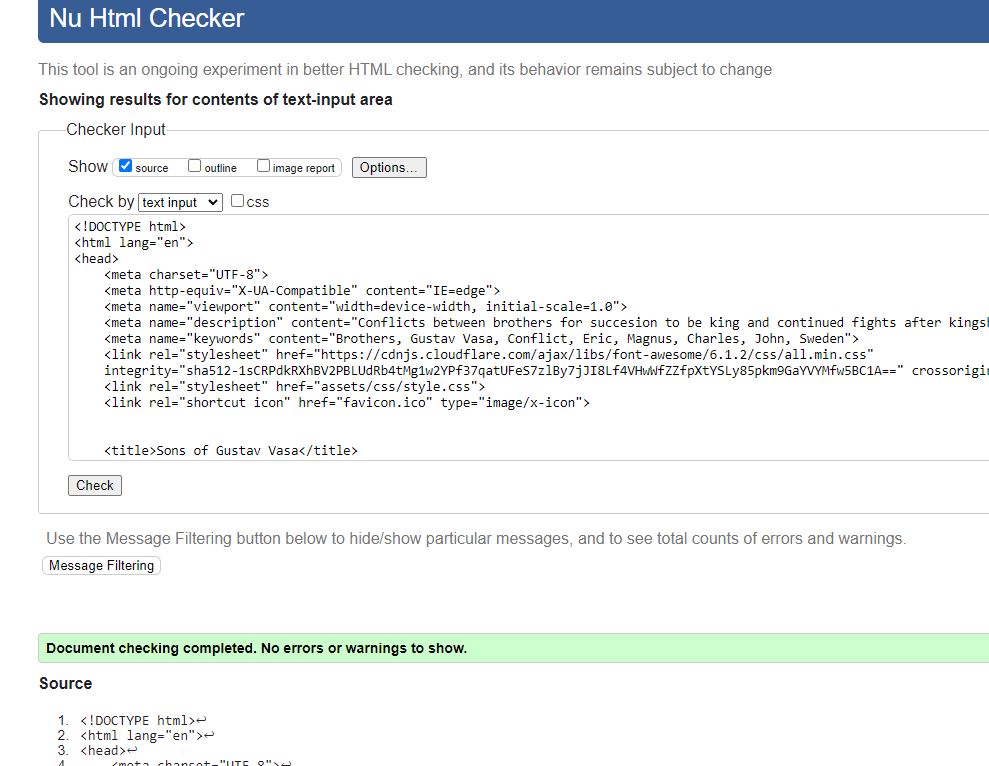 Nu Html Checker
This tool is an ongoing experiment in better HTML checking, and its behavior remains subject to change
Showing results for contents of text-input area
Checker Input
Show source outline image report Options...
Check by text input css
<!DOCTYPE html>
<html lang="en">
<head>
<meta charset="UTF-8">
<meta http-equiv="X-UA-Compatible" content="IE=edge">
<meta name="viewport" content="width=device-width, initial-scale=1.0">
<meta name="description" content="Conflicts between brothers for succesion to be king and continued fights after kingsh
<meta name="keywords" content="Brothers, Gustav Vasa, Conflict, Eric, Magnus, Charles, John, Sweden">
<link rel="stylesheet" href="https://cdnjs.cloudflare.com/ajax/libs/font-awesome/6.1.2/css/all.min.css"
integrity="sha512-1sCRPdkRXhBV2PBLUdRb4tMg1w2YPf37qatUFeS7zlBy7jJI8Lf4VHwWfZZfpXtYSLy85pkm9GaYVYMfw5BC1A==" crossorigin
<link rel="stylesheet" href="assets/css/style.css">
<link rel="shortcut icon" href="favicon.ico" type="image/x-icon">
<title>Sons of Gustav Vasa</title>
Check
Use the Message Filtering button below to hide/show particular messages, and to see total counts of errors and warnings.
Message Filtering
Document checking completed. No errors or warnings to show.
Source
1. <!DOCTYPE html>↩
2. <html lang="en">↩
3. <head>↩
4. <meta charset="UTF-8">↩